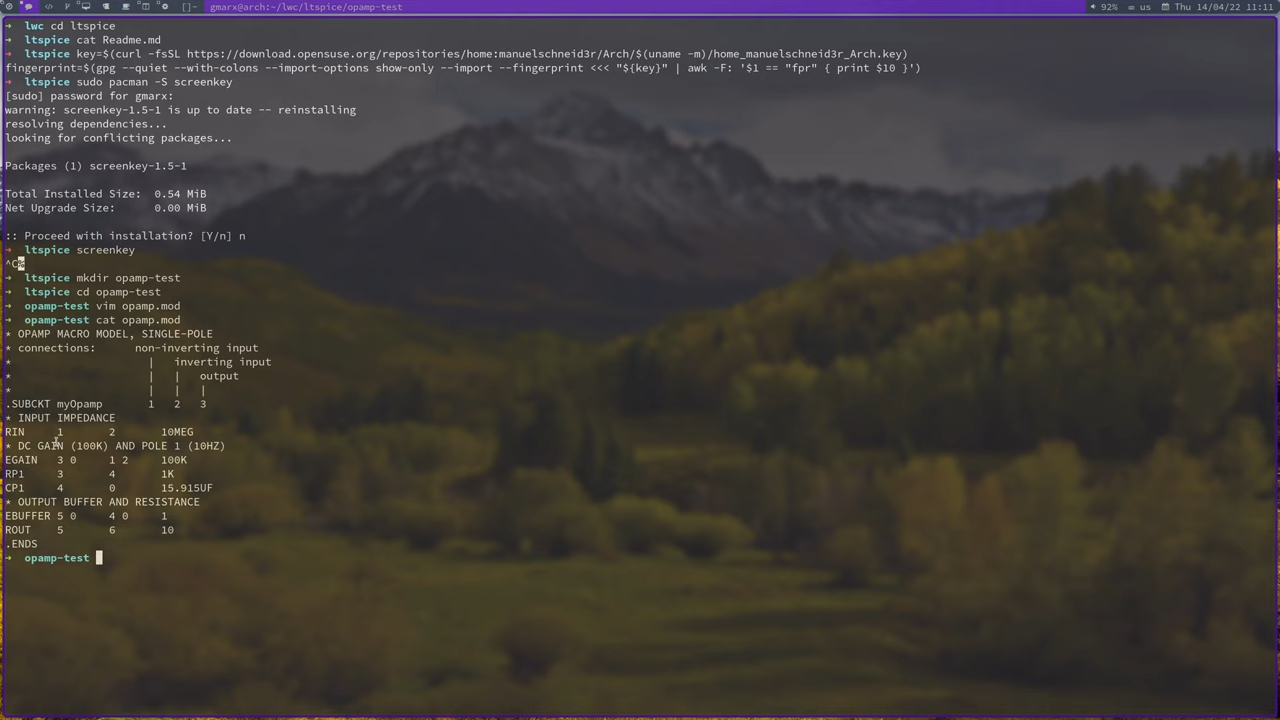 []-
gmarx@arch:~/lwc/ltspice/opamp-test
92%
us
Thu 14/04/22 11:11
→  lwc cd ltspice
→  ltspice cat Readme.md
→  ltspice key=$(curl -fsSL https://download.opensuse.org/repositories/home:manuelschneid3r/Arch/$(uname -m)/home_manuelschneid3r_Arch.key)
fingerprint=$(gpg --quiet --with-colons --import-options show-only --import --fingerprint <<< "${key}" | awk -F: '$1 == "fpr" { print $10 }')
→  ltspice sudo pacman -S screenkey
[sudo] password for gmarx:
warning: screenkey-1.5-1 is up to date -- reinstalling
resolving dependencies...
looking for conflicting packages...
Packages (1) screenkey-1.5-1
Total Installed Size:  0.54 MiB
Net Upgrade Size:      0.00 MiB
:: Proceed with installation? [Y/n] n
→  ltspice screenkey
^C%
→  ltspice mkdir opamp-test
→  ltspice cd opamp-test
→  opamp-test vim opamp.mod
→  opamp-test cat opamp.mod
* OPAMP MACRO MODEL, SINGLE-POLE
* connections:      non-inverting input
*                     |   inverting input
*                     |   |   output
*                     |   |   |
.SUBCKT myOpamp       1   2   3
* INPUT IMPEDANCE
RIN     1       2       10MEG
* DC GAIN (100K) AND POLE 1 (10HZ)
EGAIN   3 0     1 2     100K
RP1     3       4       1K
CP1     4       0       15.915UF
* OUTPUT BUFFER AND RESISTANCE
EBUFFER 5 0     4 0     1
ROUT    5       6       10
.ENDS
→  opamp-test